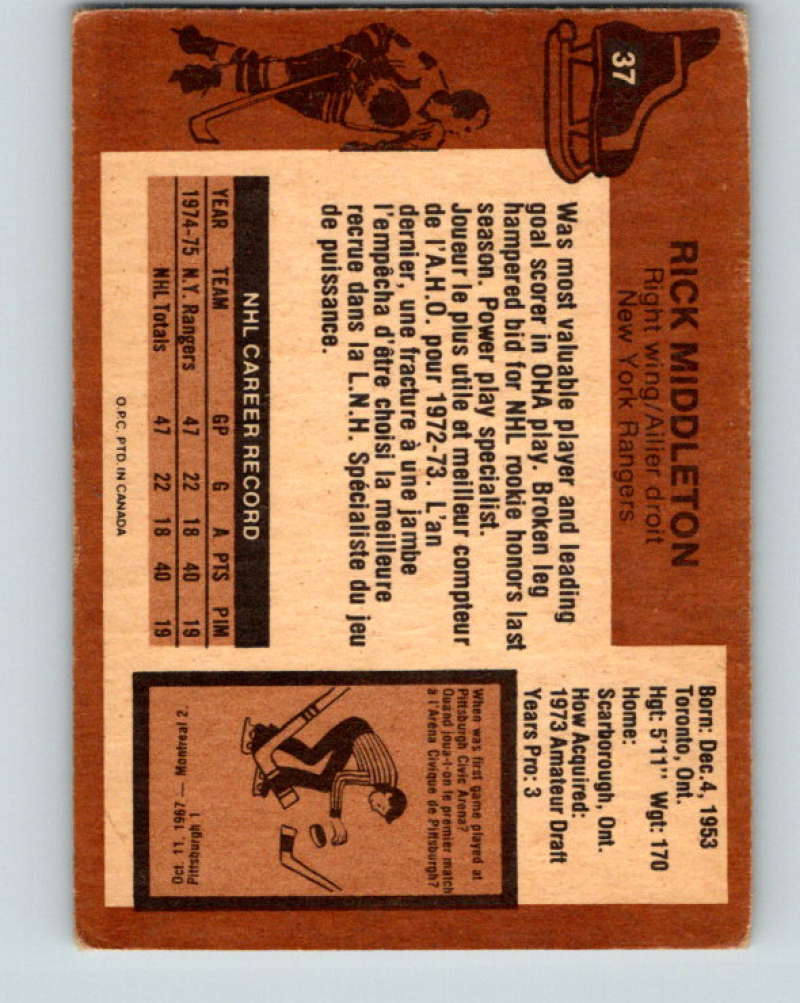 37
RICK MIDDLETON
Right wing/Ailier droit
New York Rangers
Born: Dec.4, 1953
Toronto, Ont.
Hgt: 5'11" Wgt: 170
Home:
Scarborough, Ont.
How Acquired:
1973 Amateur Draft
Years Pro: 3
Was most valuable player and leading
goal scorer in OHA play. Broken leg
hampered bid for NHL rookie honors last
season. Power play specialist.
Joueur le plus utile et meilleur compteur
de l'A.H.O. pour 1972-73. L'an
dernier, une fracture à une jambe
l'empêcha d'être choisi la meilleure
recrue dans la L.N.H. Spécialiste du jeu
de puissance.
NHL CAREER RECORD
YEAR TEAM GP G A PTS PIM
1974-75 N.Y. Rangers 47 22 18 40 19
NHL Totals 47 22 18 40 19
When was first game played at
Pittsburgh Civic Arena?
Quand joua-t-on le premier match
à l'Aréna Civique de Pittsburgh?
Oct. 11, 1967 — Montreal 2,
Pittsburgh 1
O.P.C. PTD. IN CANADA